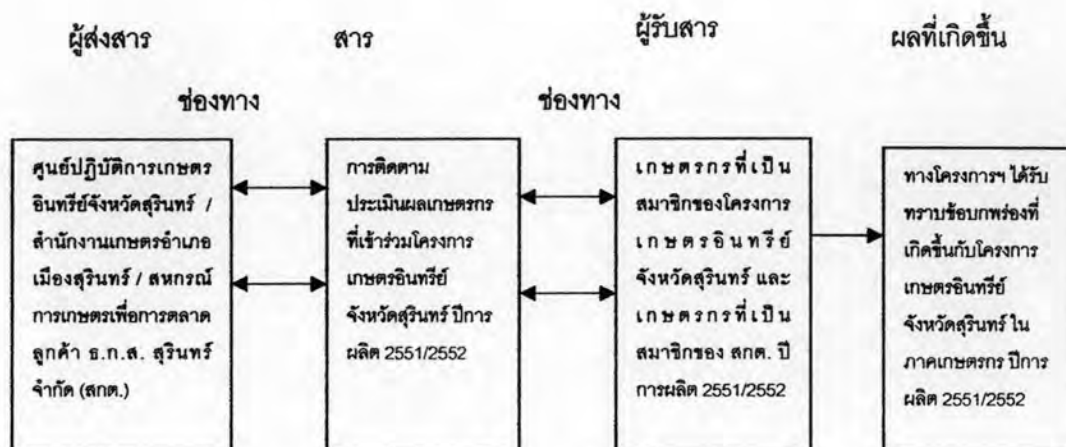 ผู้ส่งสาร
สาร
ผู้รับสาร
ผลที่เกิดขึ้น
ช่องทาง
ช่องทาง
ศูนย์ปฏิบัติการเกษตร
อินทรีย์จังหวัดสุรินทร์ /
สำนักงานเกษตรอำเภอ
เมืองสุรินทร์ / สหกรณ์
การเกษตรเพื่อการตลาด
ลูกค้า ธ.ก.ส. สุรินทร์
จำกัด (สกต.)
การติดตาม
ประเมินผลเกษตรกร
ที่เข้าร่วมโครงการ
เกษตรอินทรีย์
จังหวัดสุรินทร์ ปีการ
ผลิต 2551/2552
เกษตรกรที่เป็น
สมาชิกของโครงการ
เกษตรอินทรีย์
จังหวัดสุรินทร์ และ
เกษตรกรที่เป็น
สมาชิกของ สกต. ปี
การผลิต 2551/2552
ทางโครงการฯ ได้รับ
ทราบข้อบกพร่องที่
เกิดขึ้นกับโครงการ
เกษตรอินทรีย์
จังหวัดสุรินทร์ ใน
ภาคเกษตรกร ปีการ
ผลิต 2551/2552